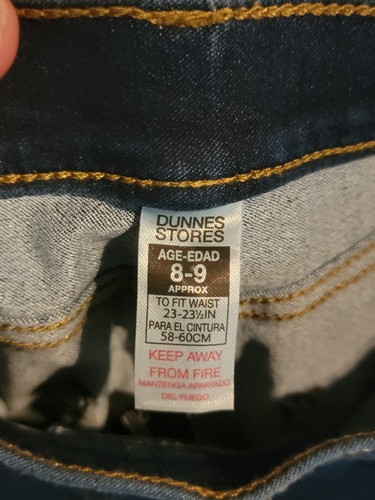 DUNNES
STORES
AGE-EDAD
8-9
APPROX
TO FIT WAIST
23-23½IN
PARA EL CINTURA
58-60CM
KEEP AWAY
FROM FIRE
MANTENGA APARTADO
DEL FUEGO